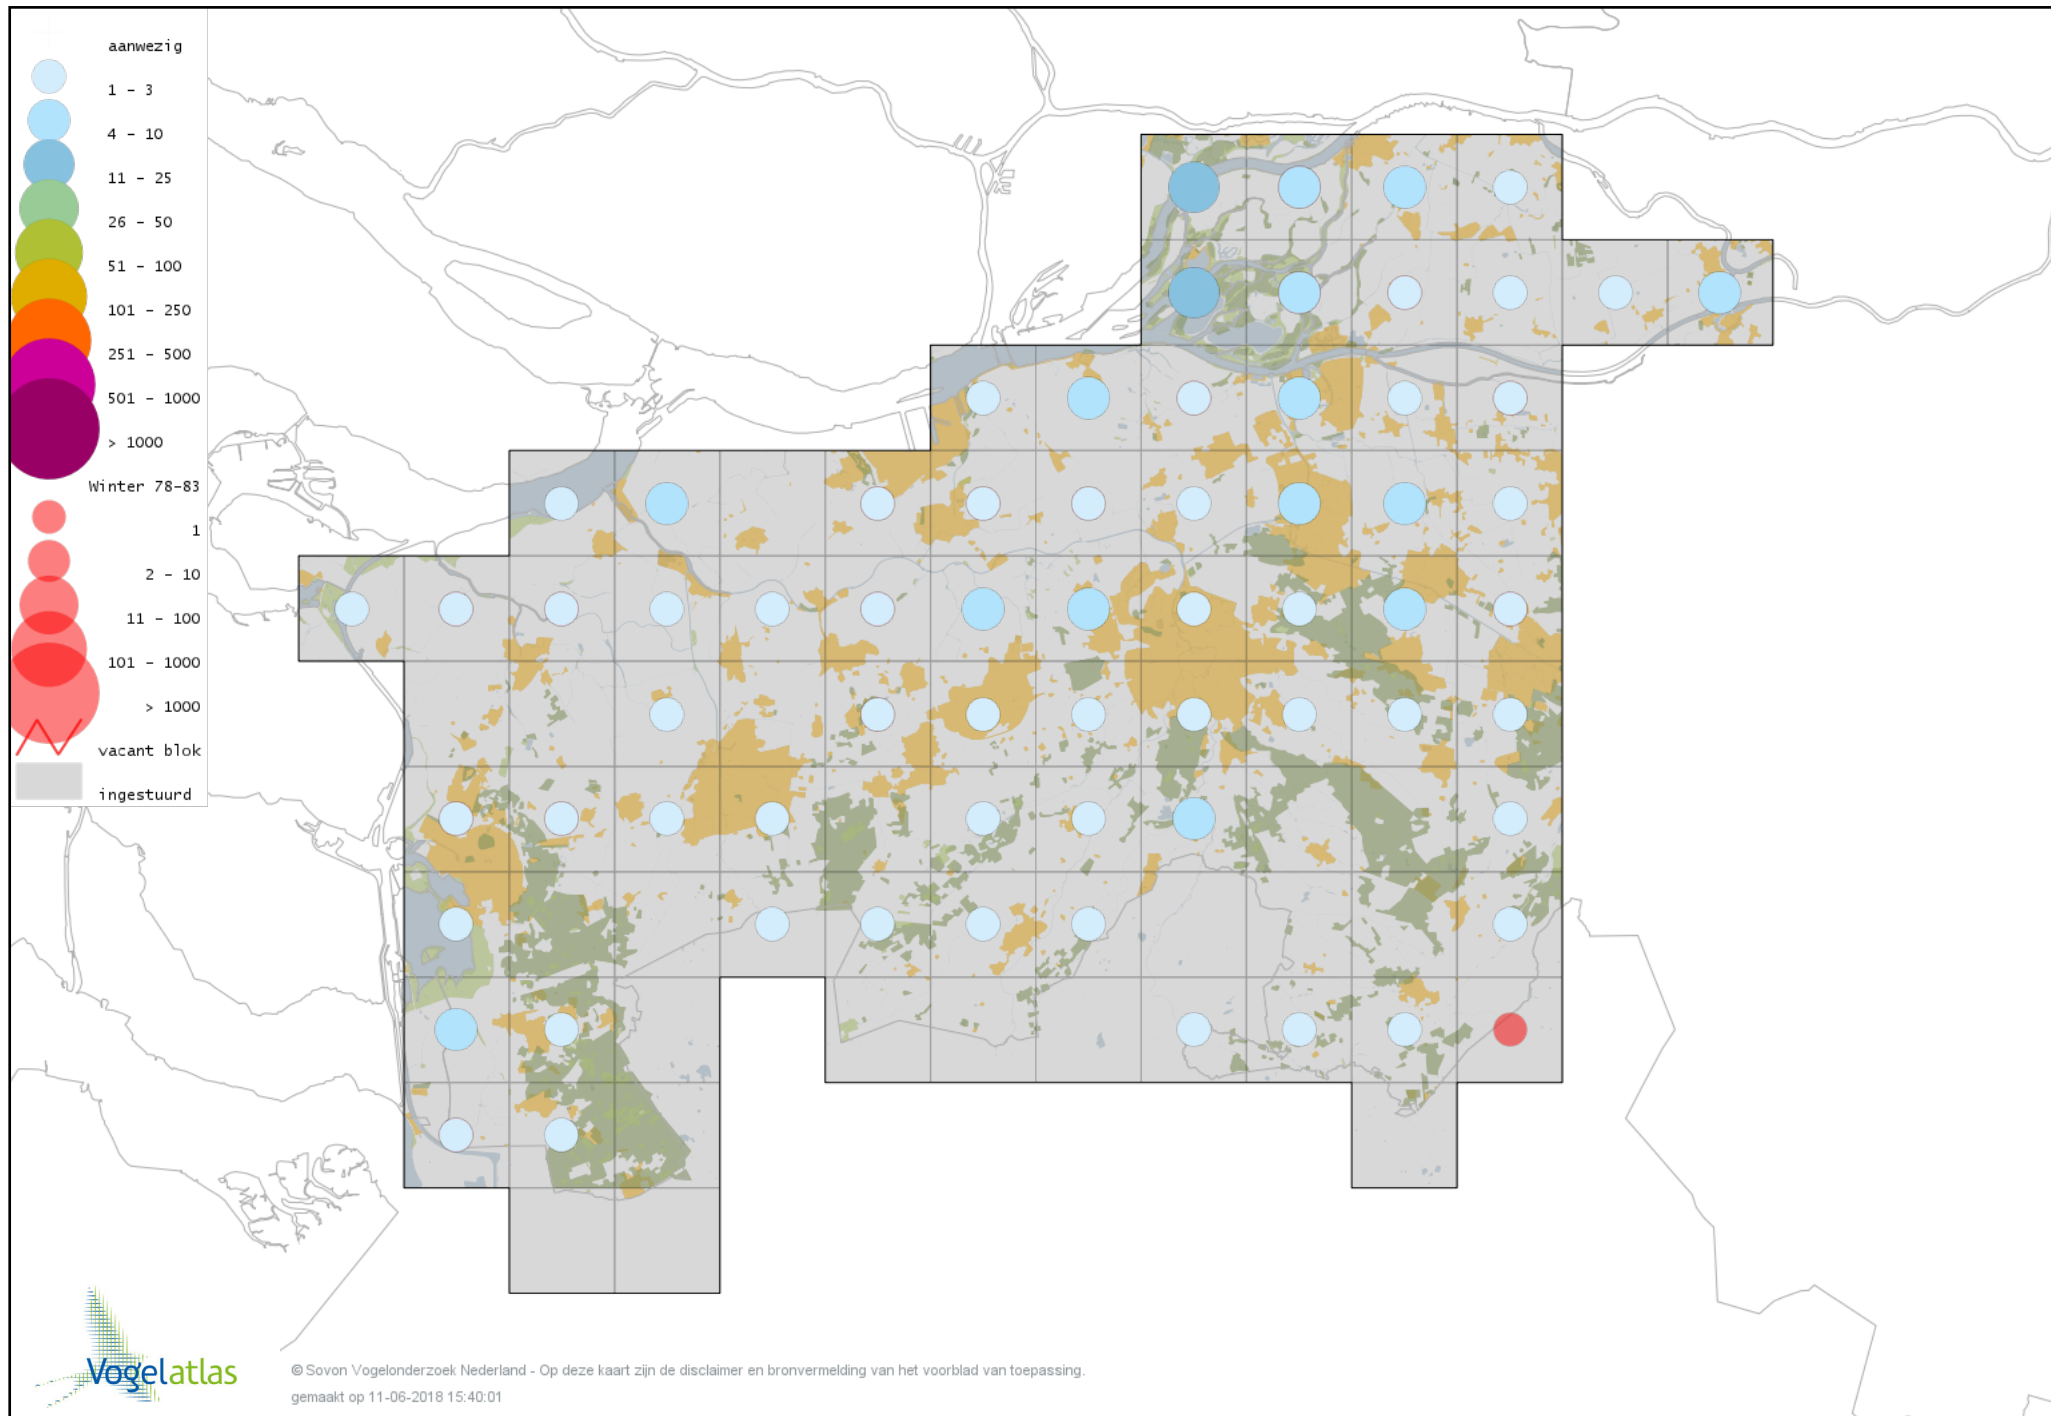 aanwezig
1 - 3
4 - 10
11 - 25
26 - 50
51 - 100
101 - 250
251 - 500
501 - 1000
> 1000
Winter 78-83
1
2 - 10
11 - 100
101 - 1000
> 1000
vacant blok
ingestuurd
Vogelatlas
© Sovon Vogelonderzoek Nederland - Op deze kaart zijn de disclaimer en bronvermelding van het voorblad van toepassing.
gemaakt op 11-06-2018 15:40:01